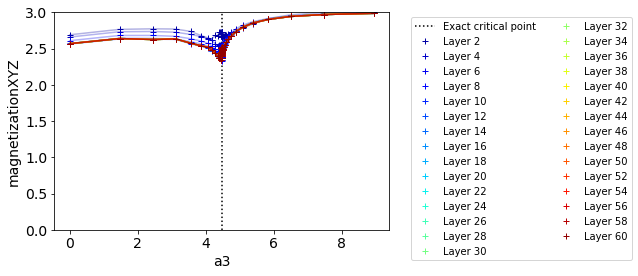 3.0
2.5
2.0
1.5
1.0
0.5
0.0
magnetizationXYZ
0 2 4 6 8
a3
Exact critical point
Layer 2
Layer 4
Layer 6
Layer 8
Layer 10
Layer 12
Layer 14
Layer 16
Layer 18
Layer 20
Layer 22
Layer 24
Layer 26
Layer 28
Layer 30
Layer 32
Layer 34
Layer 36
Layer 38
Layer 40
Layer 42
Layer 44
Layer 46
Layer 48
Layer 50
Layer 52
Layer 54
Layer 56
Layer 58
Layer 60